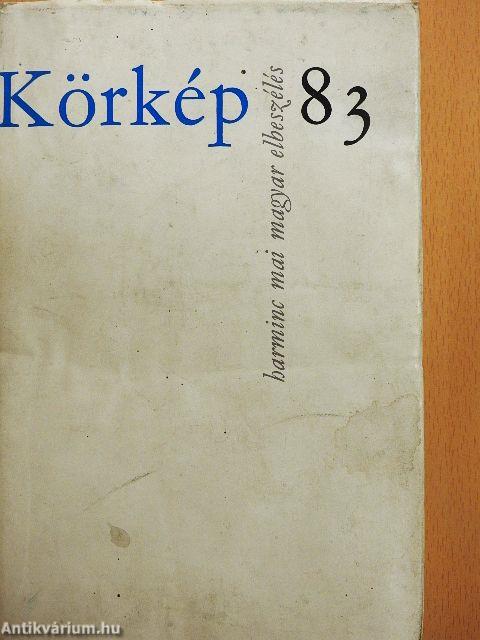 Körkép 83
harminc mai magyar elbeszélés
Antikvárium.hu